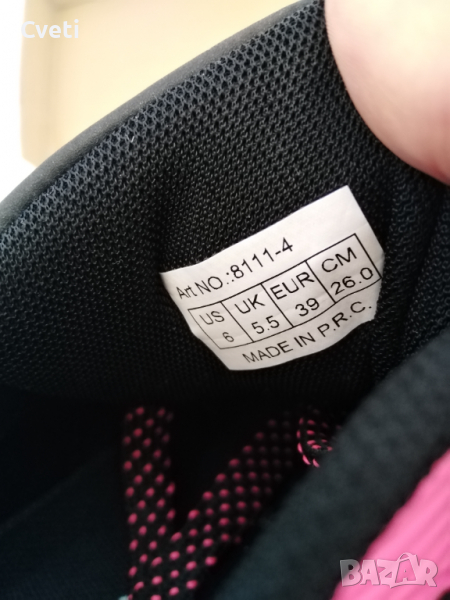 Cveti
Art NO.:8111-4
US UK EUR CM
6 5.5 39 26.0
MADE IN P.R.C.
BAZAR